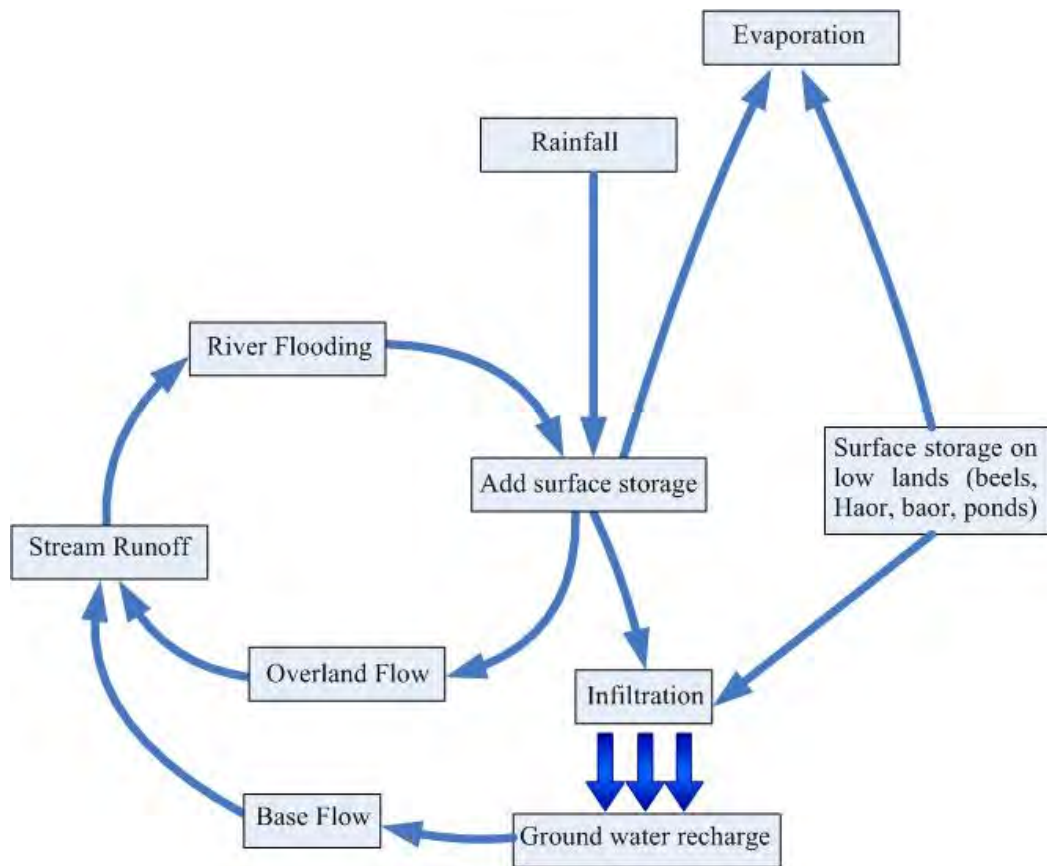 Evaporation
Rainfall
River Flooding
Add surface storage
Surface storage on
low lands (beels,
Haor, baor, ponds)
Stream Runoff
Overland Flow
Infiltration
Base Flow
Ground water recharge